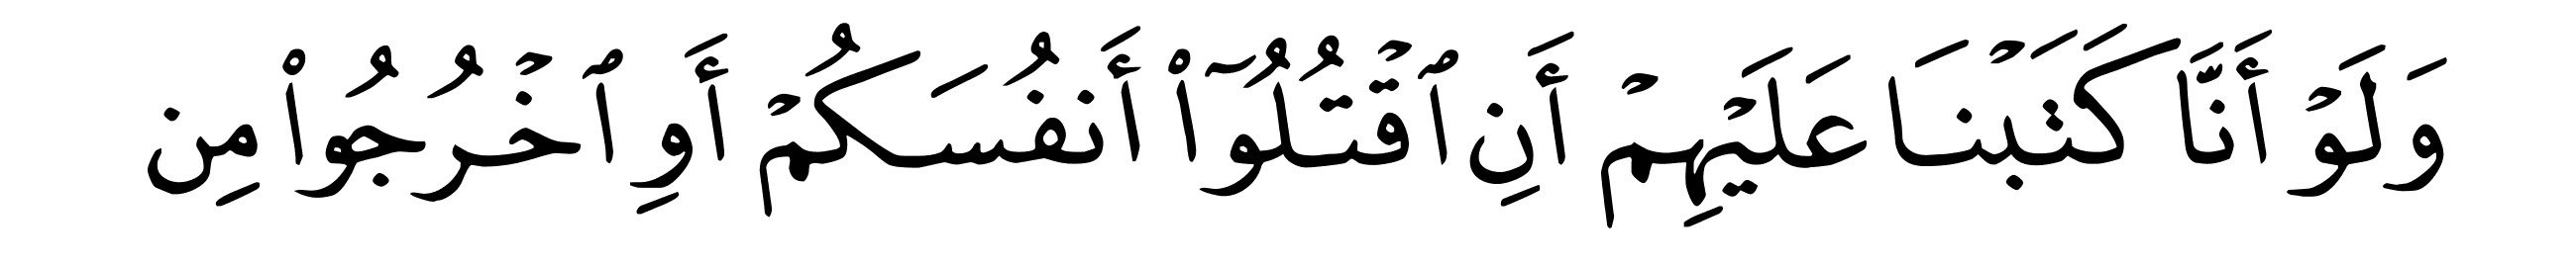 وَلَوْ أَنَّا كَتَبْنَا عَلَيْهِمْ أَنِ ٱقْتُلُوٓا۟ أَنفُسَكُمْ أَوِ ٱخْرُجُوا۟ مِن